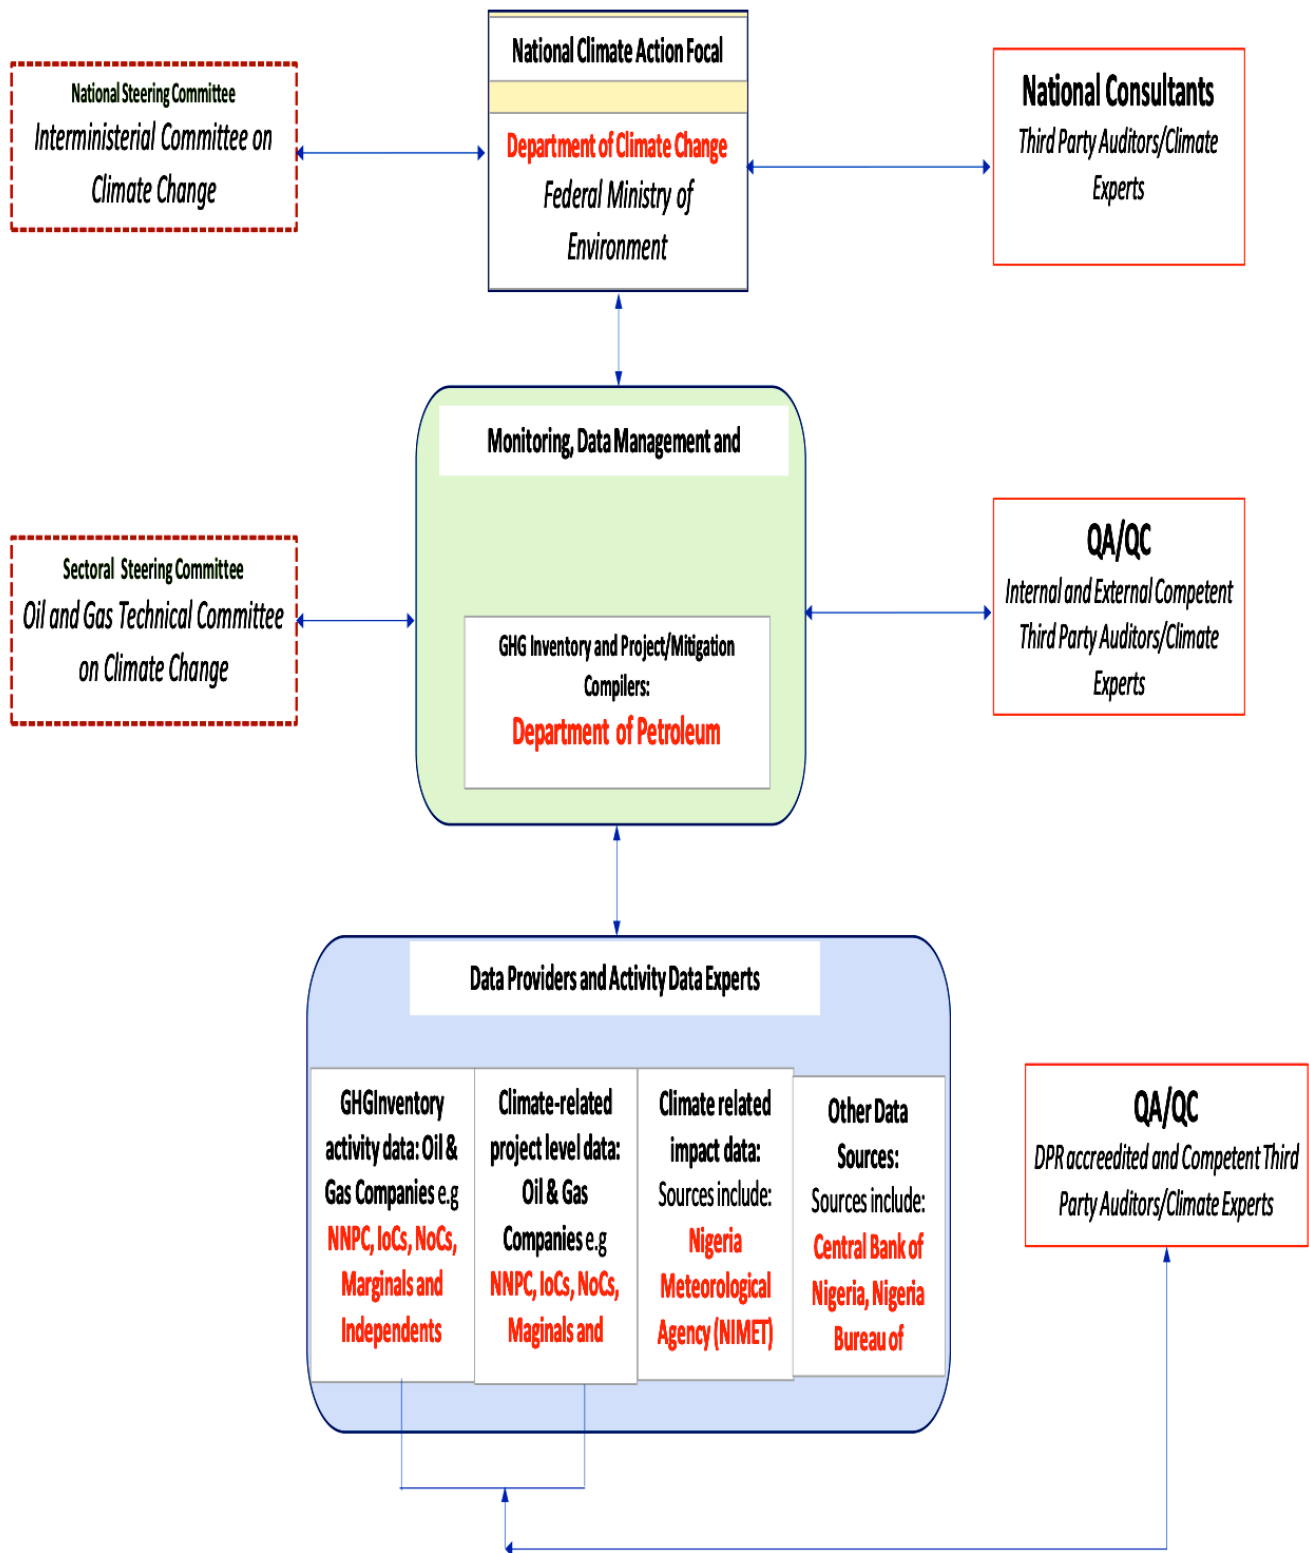 National Climate Action Focal
Department of Climate Change
Federal Ministry of
Environment
National Steering Committee
Interministerial Committee on
Climate Change
National Consultants
Third Party Auditors/Climate
Experts
Monitoring, Data Management and
GHG Inventory and Project/Mitigation
Compilers:
Department of Petroleum
Sectoral Steering Committee
Oil and Gas Technical Committee
on Climate Change
QA/QC
Internal and External Competent
Third Party Auditors/Climate
Experts
Data Providers and Activity Data Experts
GHGInventory
activity data: Oil &
Gas Companies e.g
NNPC, IoCs, NoCs,
Marginals and
Independents
Climate-related
project level data:
Oil & Gas
Companies e.g
NNPC, IoCs, NoCs,
Maginals and
Climate related
impact data:
Sources include:
Nigeria
Meteorological
Agency (NIMET)
Other Data
Sources:
Sources include:
Central Bank of
Nigeria, Nigeria
Bureau of
QA/QC
DPR accreedited and Competent Third
Party Auditors/Climate Experts